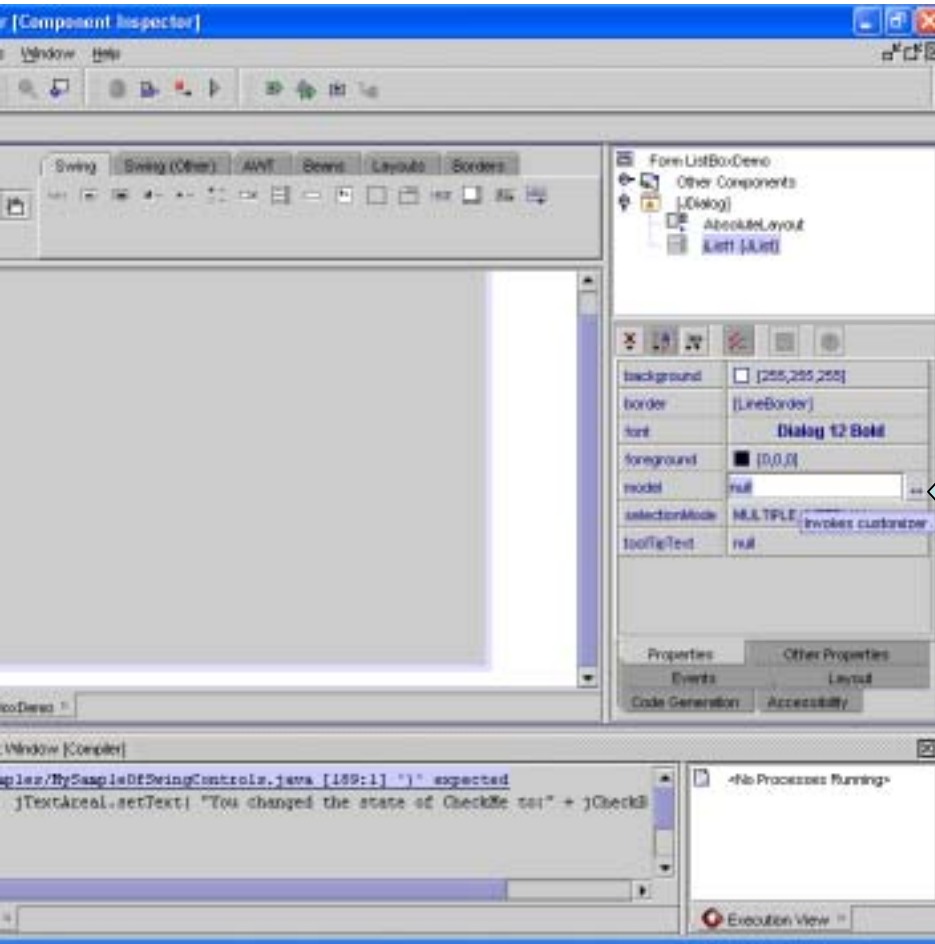 r [Component Inspector]
s Window Help
Swing Swing (Other) AWT Beans Layouts Borders
Form ListBoxDemo
Other Components
[JDialog]
AbsoluteLayout
jList1 [JList]
background [255,255,255]
border [LineBorder]
font Dialog 12 Bold
foreground [0,0,0]
model null ...
selectionMode MULTIPLE
Invokes customizer
toolTipText null
Properties Other Properties
Events Layout
Code Generation Accessibility
oxDemo
t Window [Compiler]
mples/MySampleOfSwingControls.java [189:1] ')' expected
jTextArea1.setText( "You changed the state of CheckMe to:" + jCheckB
<No Processes Running>
Execution View